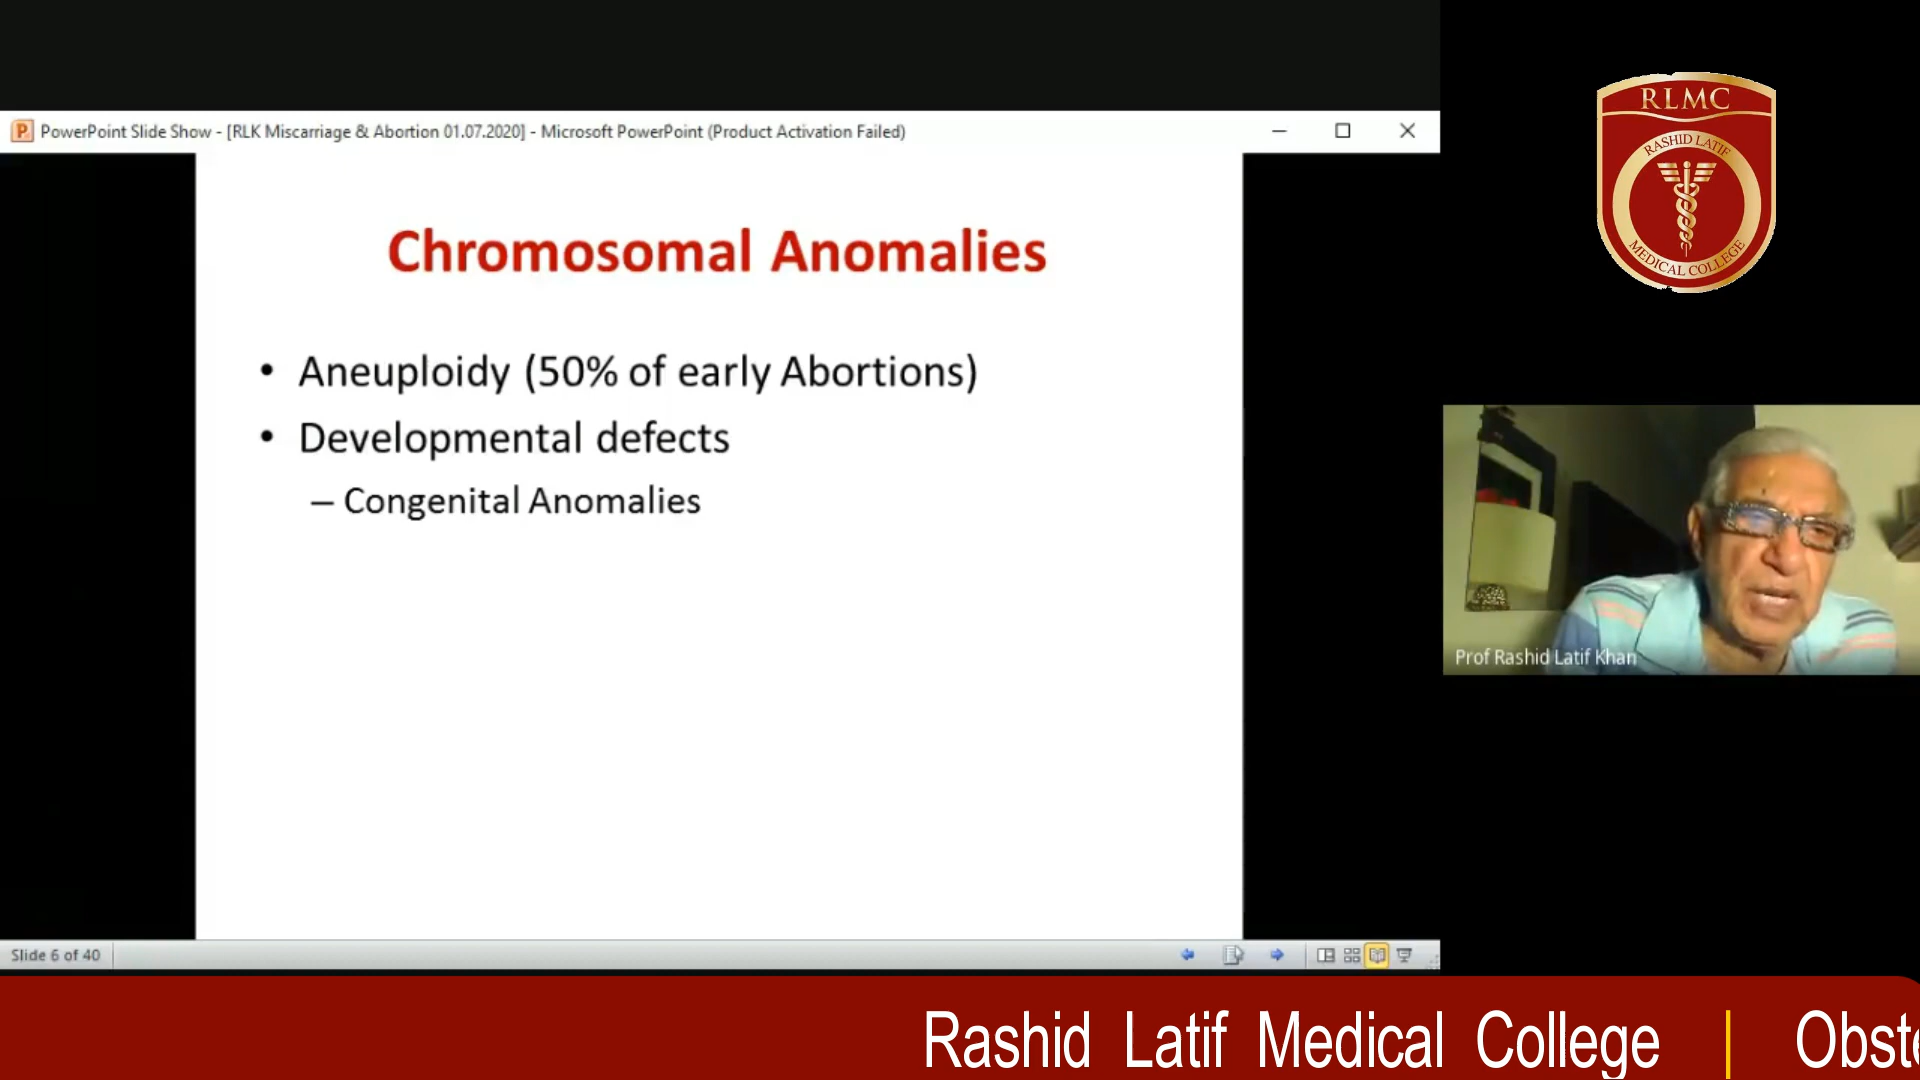 PowerPoint Slide Show - [RLK Miscarriage & Abortion 01.07.2020] - Microsoft PowerPoint (Product Activation Failed)
Chromosomal Anomalies
• Aneuploidy (50% of early Abortions)
• Developmental defects
– Congenital Anomalies
Slide 6 of 40
RLMC
RASHID LATIF
MEDICAL COLLEGE
Prof Rashid Latif Khan
Rashid Latif Medical College | Obste